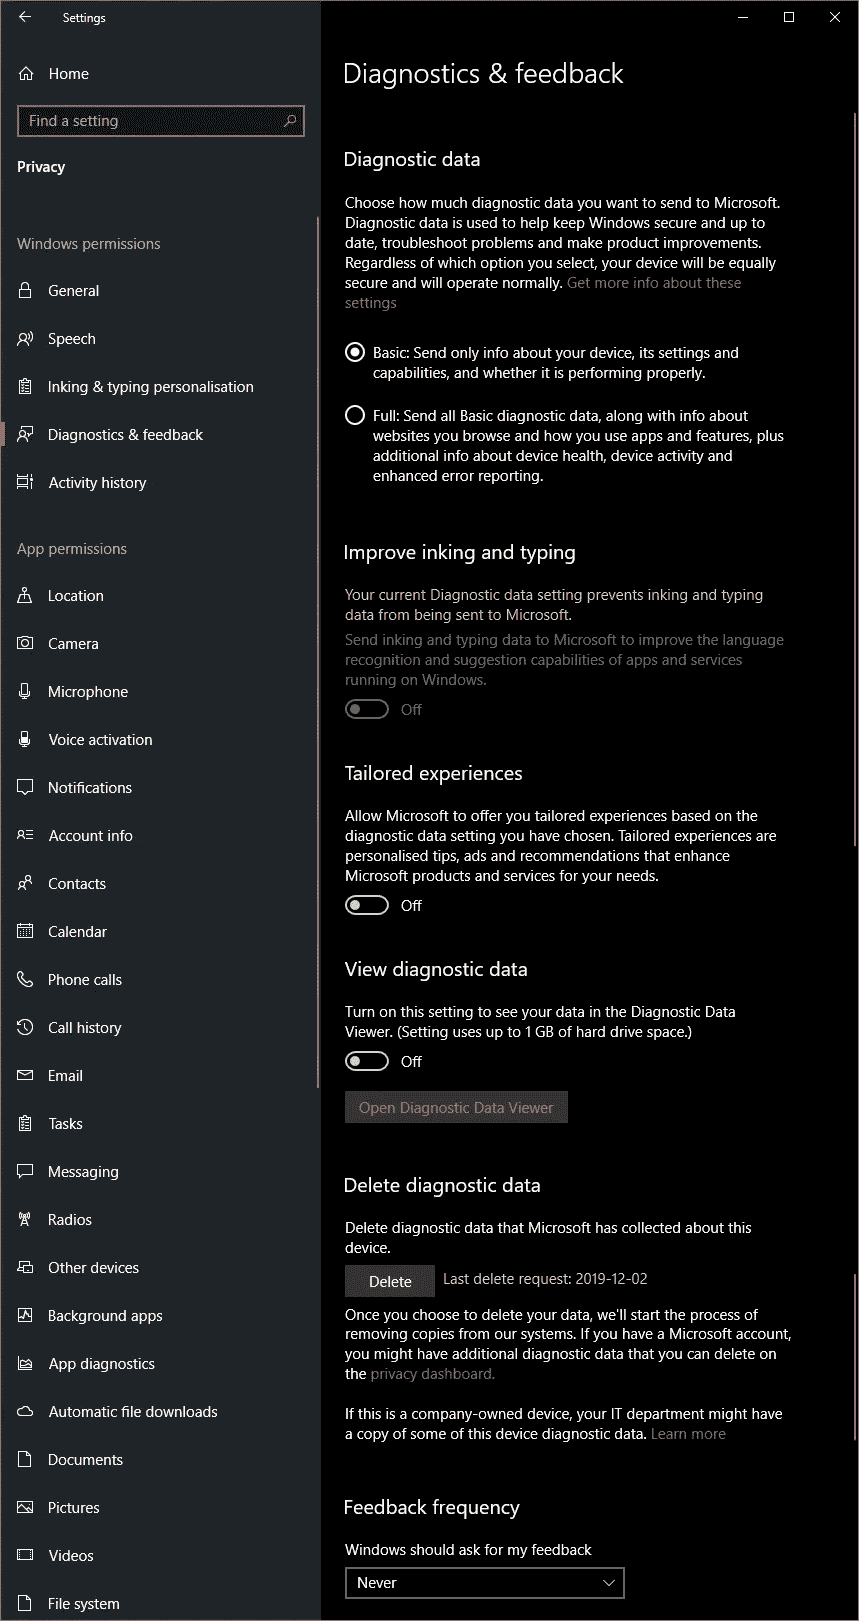 Settings
Home
Find a setting
Privacy
Windows permissions
General
Speech
Inking & typing personalisation
Diagnostics & feedback
Activity history
App permissions
Location
Camera
Microphone
Voice activation
Notifications
Account info
Contacts
Calendar
Phone calls
Call history
Email
Tasks
Messaging
Radios
Other devices
Background apps
App diagnostics
Automatic file downloads
Documents
Pictures
Videos
File system
Diagnostics & feedback
Diagnostic data
Choose how much diagnostic data you want to send to Microsoft.
Diagnostic data is used to help keep Windows secure and up to
date, troubleshoot problems and make product improvements.
Regardless of which option you select, your device will be equally
secure and will operate normally. Get more info about these
settings
Basic: Send only info about your device, its settings and
capabilities, and whether it is performing properly.
Full: Send all Basic diagnostic data, along with info about
websites you browse and how you use apps and features, plus
additional info about device health, device activity and
enhanced error reporting.
Improve inking and typing
Your current Diagnostic data setting prevents inking and typing
data from being sent to Microsoft.
Send inking and typing data to Microsoft to improve the language
recognition and suggestion capabilities of apps and services
running on Windows.
Off
Tailored experiences
Allow Microsoft to offer you tailored experiences based on the
diagnostic data setting you have chosen. Tailored experiences are
personalised tips, ads and recommendations that enhance
Microsoft products and services for your needs.
Off
View diagnostic data
Turn on this setting to see your data in the Diagnostic Data
Viewer. (Setting uses up to 1 GB of hard drive space.)
Off
Open Diagnostic Data Viewer
Delete diagnostic data
Delete diagnostic data that Microsoft has collected about this
device.
Delete Last delete request: 2019-12-02
Once you choose to delete your data, we'll start the process of
removing copies from our systems. If you have a Microsoft account,
you might have additional diagnostic data that you can delete on
the privacy dashboard.
If this is a company-owned device, your IT department might have
a copy of some of this device diagnostic data. Learn more
Feedback frequency
Windows should ask for my feedback
Never